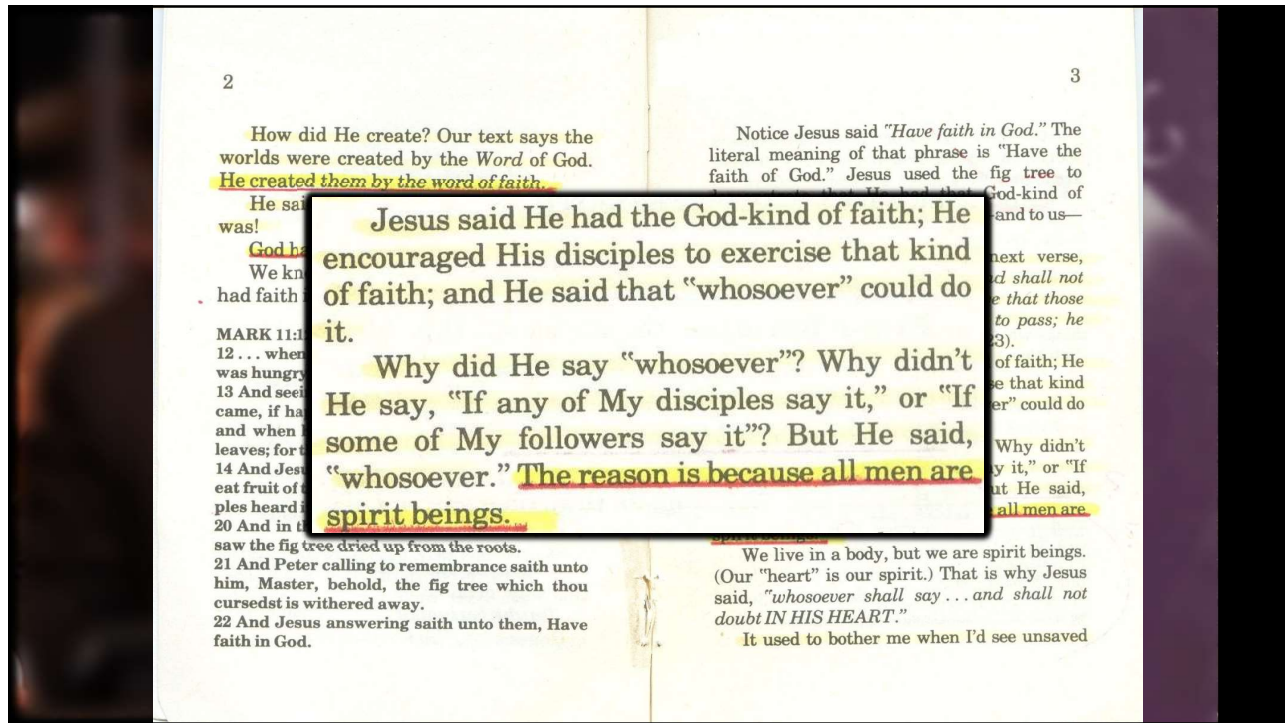 2
How did He create? Our text says the
worlds were created by the Word of God.
He created them by the word of faith.
He sai
was!
God ha
We kn
had faith
MARK 11:1
12 . . . when
was hungry
13 And seei
came, if ha
and when
leaves; for t
14 And Jes
eat fruit of t
ples heard i
20 And in t
saw the fig tree dried up from the roots.
21 And Peter calling to remembrance saith unto
him, Master, behold, the fig tree which thou
cursedst is withered away.
22 And Jesus answering saith unto them, Have
faith in God.
Jesus said He had the God-kind of faith; He
encouraged His disciples to exercise that kind
of faith; and He said that "whosoever" could do
it.
Why did He say "whosoever"? Why didn't
He say, "If any of My disciples say it," or "If
some of My followers say it"? But He said,
"whosoever." The reason is because all men are
spirit beings.
3
Notice Jesus said "Have faith in God." The
literal meaning of that phrase is "Have the
faith of God." Jesus used the fig tree to
God-kind of
and to us—
next verse,
d shall not
e that those
to pass; he
23).
of faith; He
e that kind
er" could do
Why didn't
y it," or "If
ut He said,
all men are
We live in a body, but we are spirit beings.
(Our "heart" is our spirit.) That is why Jesus
said, "whosoever shall say . . . and shall not
doubt IN HIS HEART."
It used to bother me when I'd see unsaved